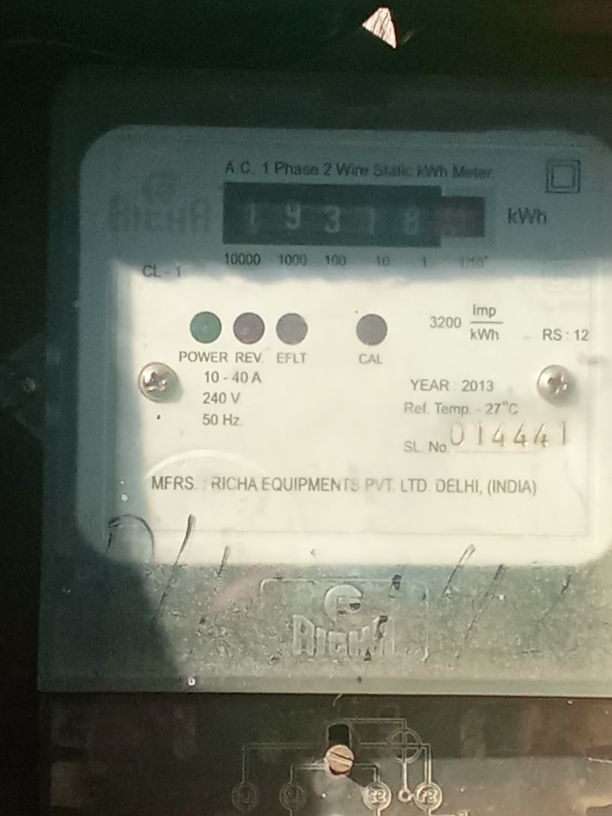 A.C. 1 Phase 2 Wire Static kWh Meter
RICHA
1 9 3 7 8
kWh
10000 1000 100 10 1 1/10
CL - 1
3200 Imp
kWh
RS : 12
POWER REV. EFLT CAL
10 - 40 A
240 V.
50 Hz.
YEAR : 2013
Ref. Temp. - 27°C
SL. No. 014441
MFRS. : RICHA EQUIPMENTS PVT. LTD. DELHI, (INDIA)
RICHA